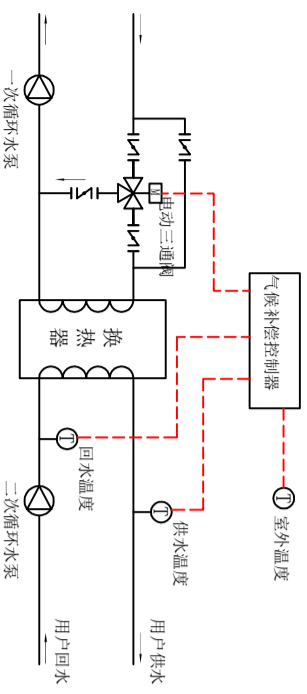 一次循环水泵
M
电动三通阀
气候补偿控制器
换热器
T
回水温度
T
供水温度
T
室外温度
二次循环水泵
用户供水
用户回水